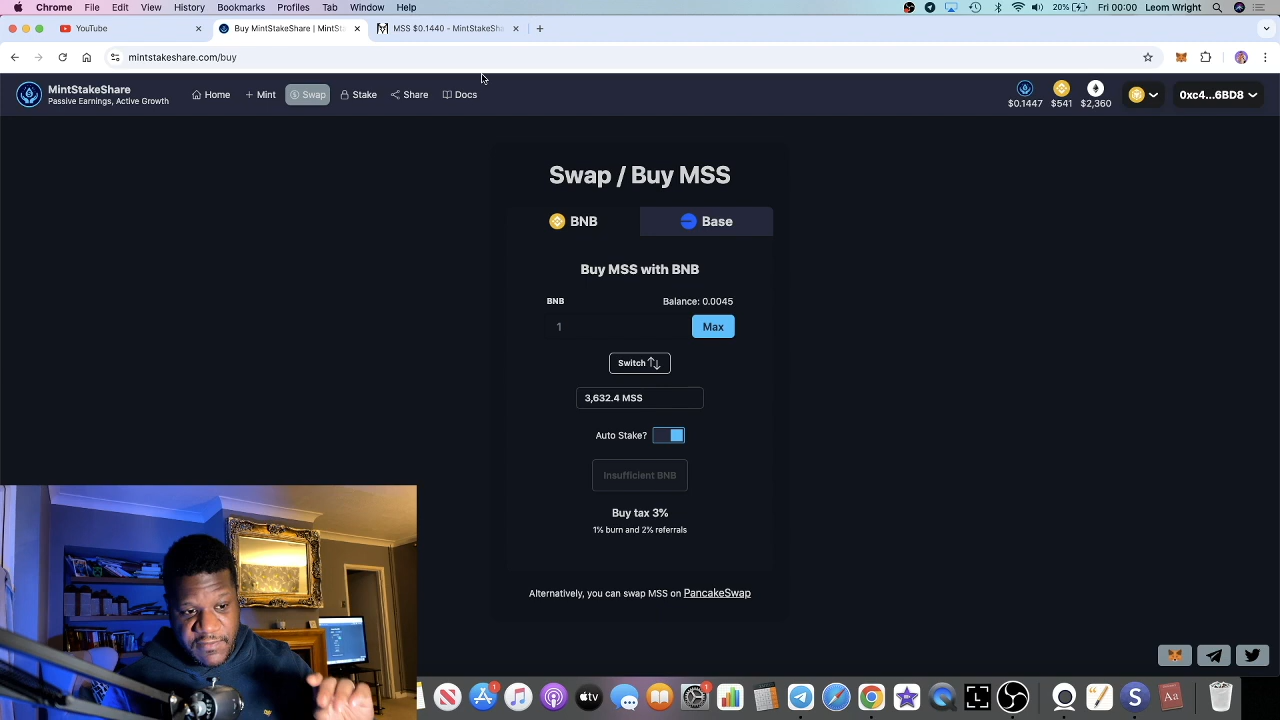 Chrome File Edit View History Bookmarks Profiles Tab Window Help
20% Fri 00:00 Leom Wright
YouTube
Buy MintStakeShare | MintSt
MSS $0.1440 - MintStakeSha
mintstakeshare.com/buy
MintStakeShare
Passive Earnings, Active Growth
Home
Mint
Swap
Stake
Share
Docs
$0.1447
$541
$2,360
0xc4...6BD8
Swap / Buy MSS
BNB
Base
Buy MSS with BNB
BNB
Balance: 0.0045
1
Max
Switch
3,632.4 MSS
Auto Stake?
Insufficient BNB
Buy tax 3%
1% burn and 2% referrals
Alternatively, you can swap MSS on PancakeSwap